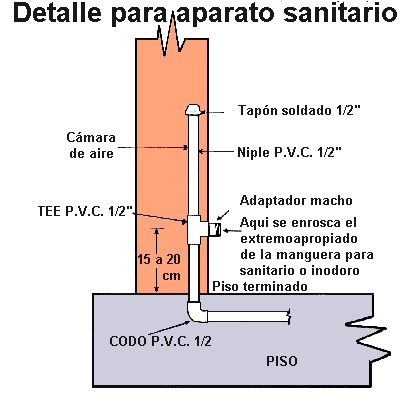 Detalle para aparato sanitario
Tapón soldado 1/2"
Cámara
de aire
Niple P.V.C. 1/2"
Adaptador macho
TEE P.V.C. 1/2"
Aqui se enrosca el
extremoapropiado
de la manguera para
sanitario o inodoro
15 a 20
cm
Piso terminado
CODO P.V.C. 1/2
PISO